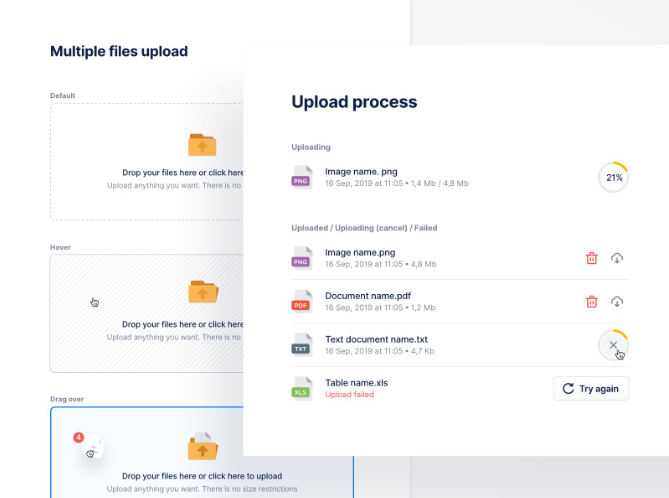 Multiple files upload
Default
Drop your files here or click here
Upload anything you want. There is no
Hover
Drop your files here or click here
Upload anything you want. There is no
Drag over
4
Drop your files here or click here to upload
Upload anything you want. There is no size restrictions
Upload process
Uploading
PNG
Image name. png
16 Sep, 2019 at 11:05 • 1,4 Mb / 4,8 Mb
21%
Uploaded / Uploading (cancel) / Failed
PNG
Image name.png
16 Sep, 2019 at 11:05 • 4,8 Mb
PDF
Document name.pdf
16 Sep, 2019 at 11:05 • 1,2 Mb
TXT
Text document name.txt
16 Sep, 2019 at 11:05 • 4,7 Kb
XLS
Table name.xls
Upload failed
Try again